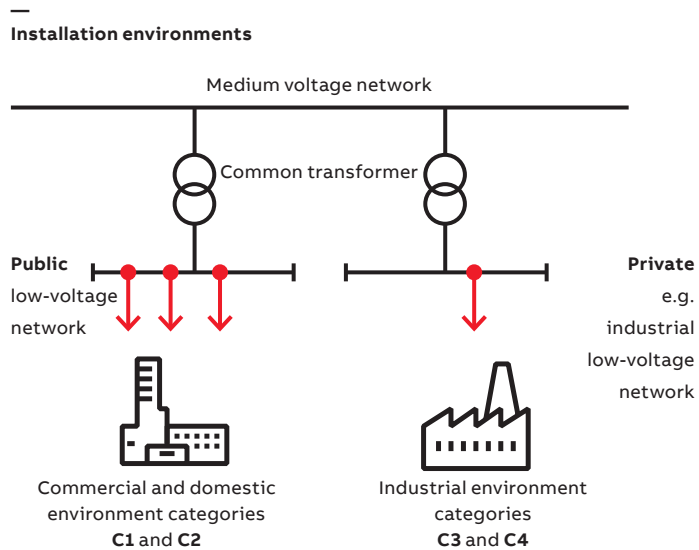 Installation environments
Medium voltage network
Common transformer
Public
low-voltage
network
Private
e.g.
industrial
low-voltage
network
Commercial and domestic
environment categories
C1 and C2
Industrial environment
categories
C3 and C4